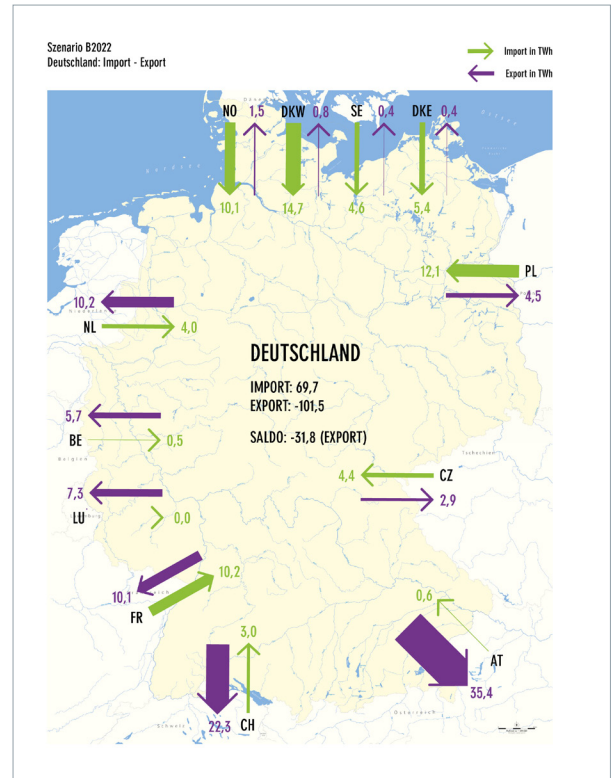 Szenario B2022
Deutschland: Import - Export
Import in TWh
Export in TWh
NO 1,5 DKW 0,8 SE 0,4 DKE 0,4
10,1 14,7 4,6 5,4
12,1 PL
4,5
10,2
NL 4,0
DEUTSCHLAND
IMPORT: 69,7
EXPORT: -101,5
SALDO: -31,8 (EXPORT)
5,7
BE 0,5
Tschechien
4,4 CZ
2,9
7,3
LU 0,0
10,2
10,1
FR
0,6
3,0
AT
35,4
22,3 CH
Schweiz
Österreich